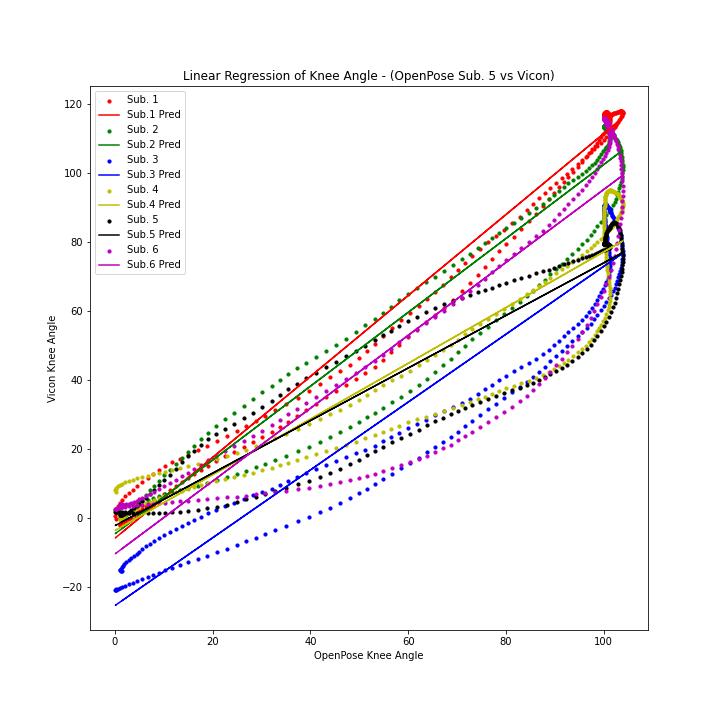 Linear Regression of Knee Angle - (OpenPose Sub. 5 vs Vicon)
Sub. 1
Sub.1 Pred
Sub. 2
Sub.2 Pred
Sub. 3
Sub.3 Pred
Sub. 4
Sub.4 Pred
Sub. 5
Sub.5 Pred
Sub. 6
Sub.6 Pred
120
100
80
60
40
20
0
−20
Vicon Knee Angle
0 20 40 60 80 100
OpenPose Knee Angle